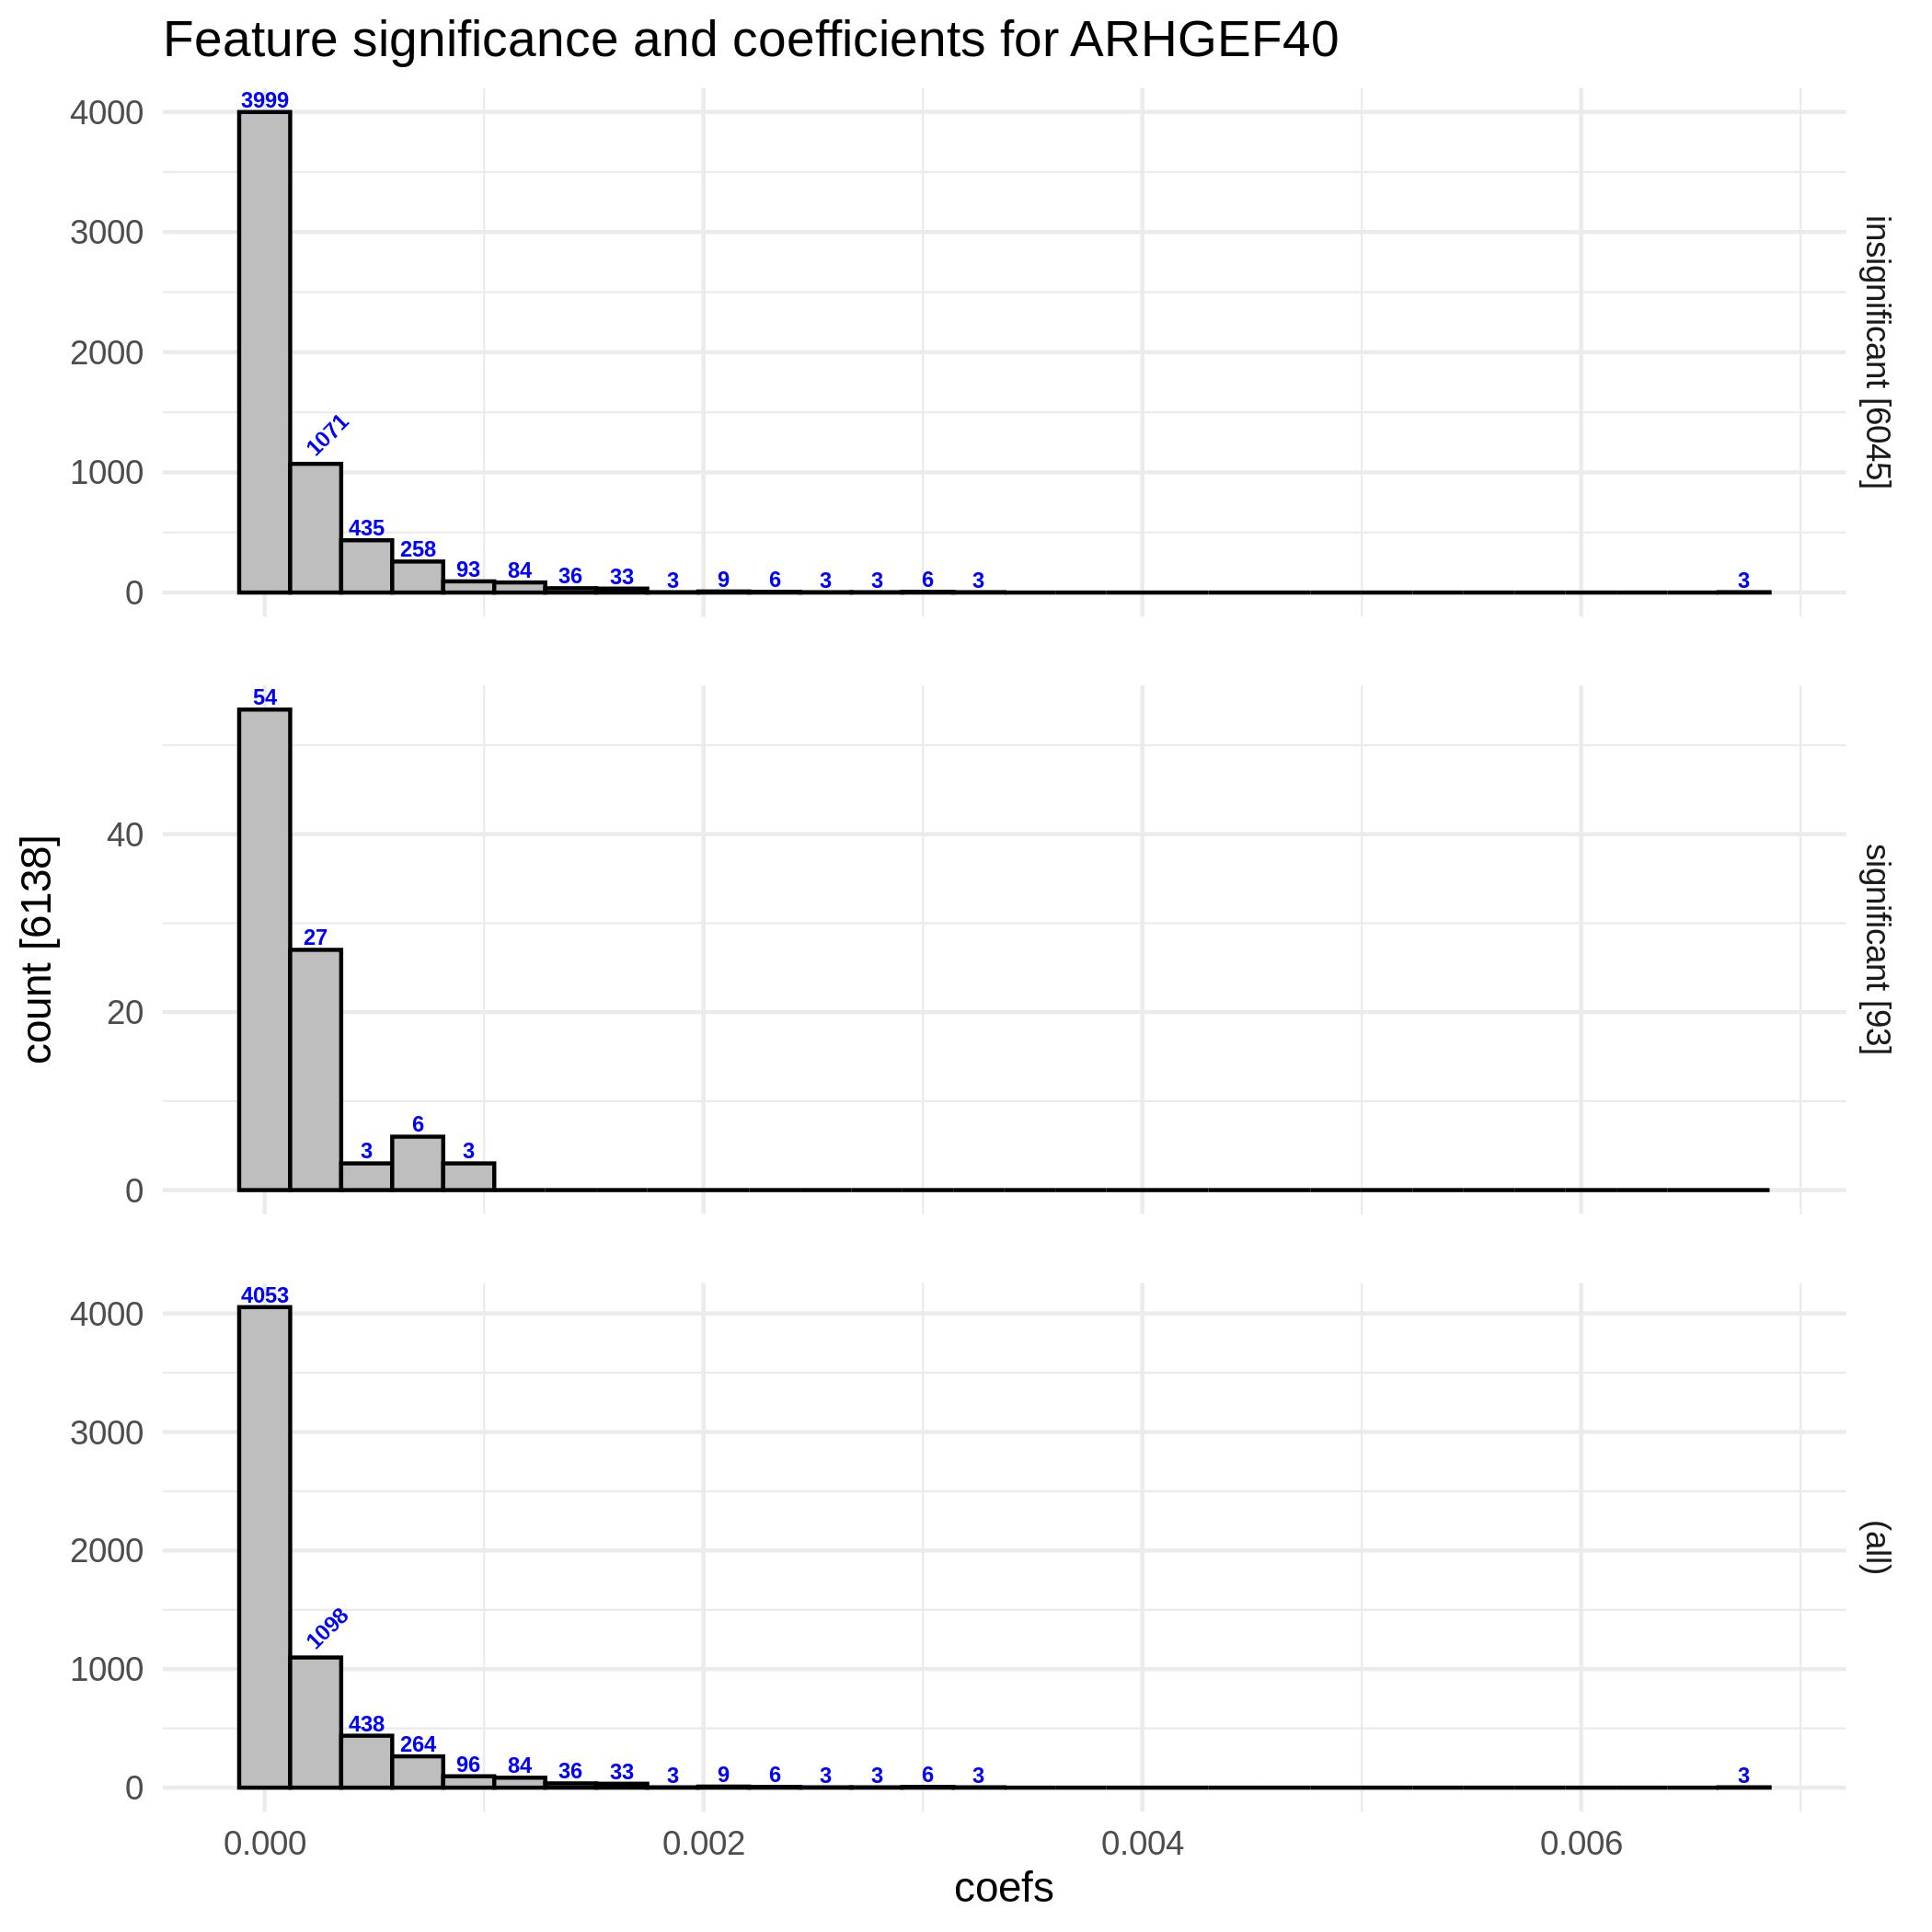 Feature significance and coefficients for ARHGEF40
3999
4000
3000
2000
1071
1000
435
258
93 84 36 33 3 9 6 3 3 6 3 3
0
insignificant [6045]
54
40
27
20
6
3 3
0
significant [93]
count [6138]
4053
4000
3000
2000
1098
1000
438
264
96 84 36 33 3 9 6 3 3 6 3 3
0
(all)
0.000 0.002 0.004 0.006
coefs